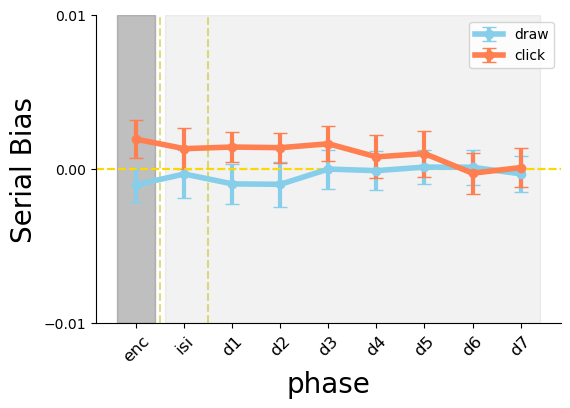 0.01
0.00
−0.01
Serial Bias
draw
click
enc
isi
d1
d2
d3
d4
d5
d6
d7
phase